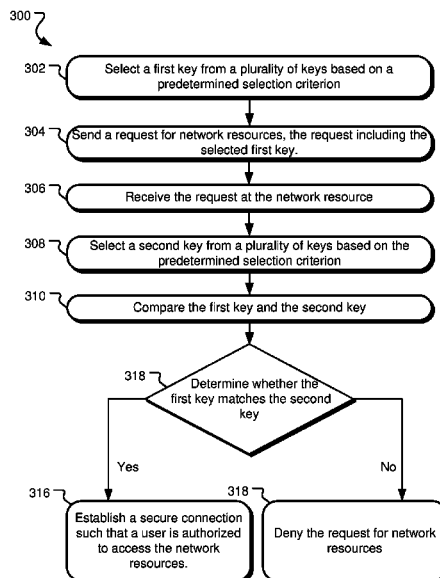 300
302
Select a first key from a plurality of keys based on a
predetermined selection criterion
304
Send a request for network resources, the request including the
selected first key.
306
Receive the request at the network resource
308
Select a second key from a plurality of keys based on the
predetermined selection criterion
310
Compare the first key and the second key
318
Determine whether the
first key matches the second
key
Yes
No
316
Establish a secure connection
such that a user is authorized
to access the network
resources.
318
Deny the request for network
resources